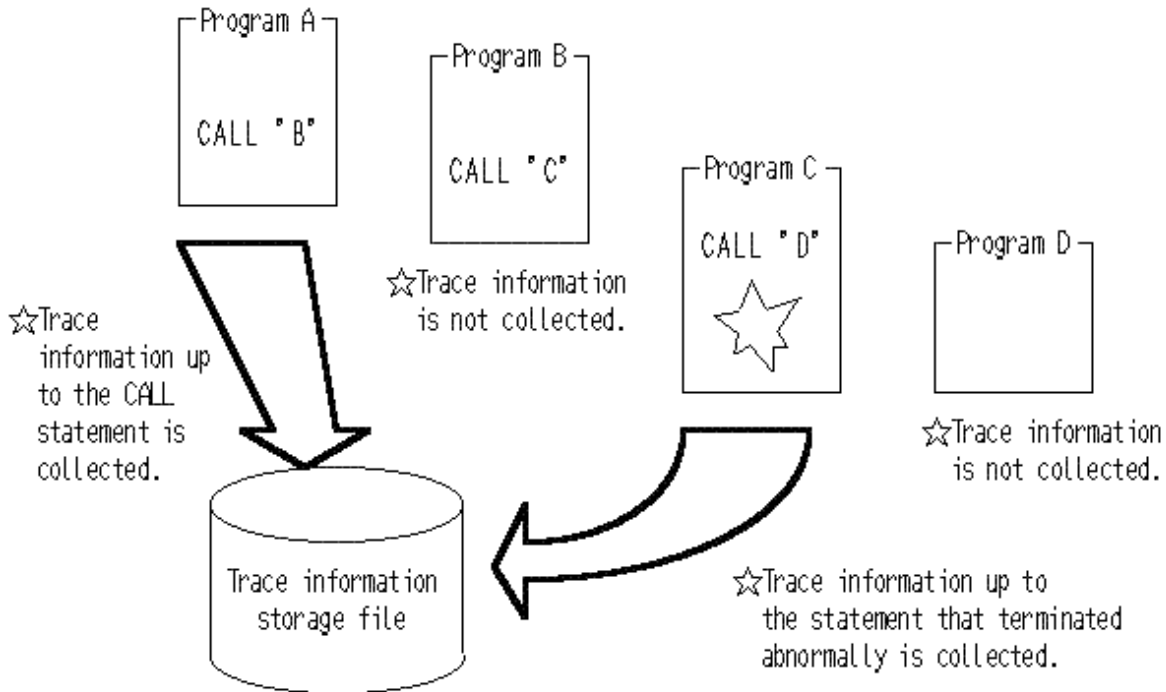 Program A
CALL "B"
Program B
CALL "C"
Program C
CALL "D"
Program D
☆Trace
information up
to the CALL
statement is
collected.
☆Trace information
is not collected.
☆Trace information
is not collected.
Trace information
storage file
☆Trace information up to
the statement that terminated
abnormally is collected.